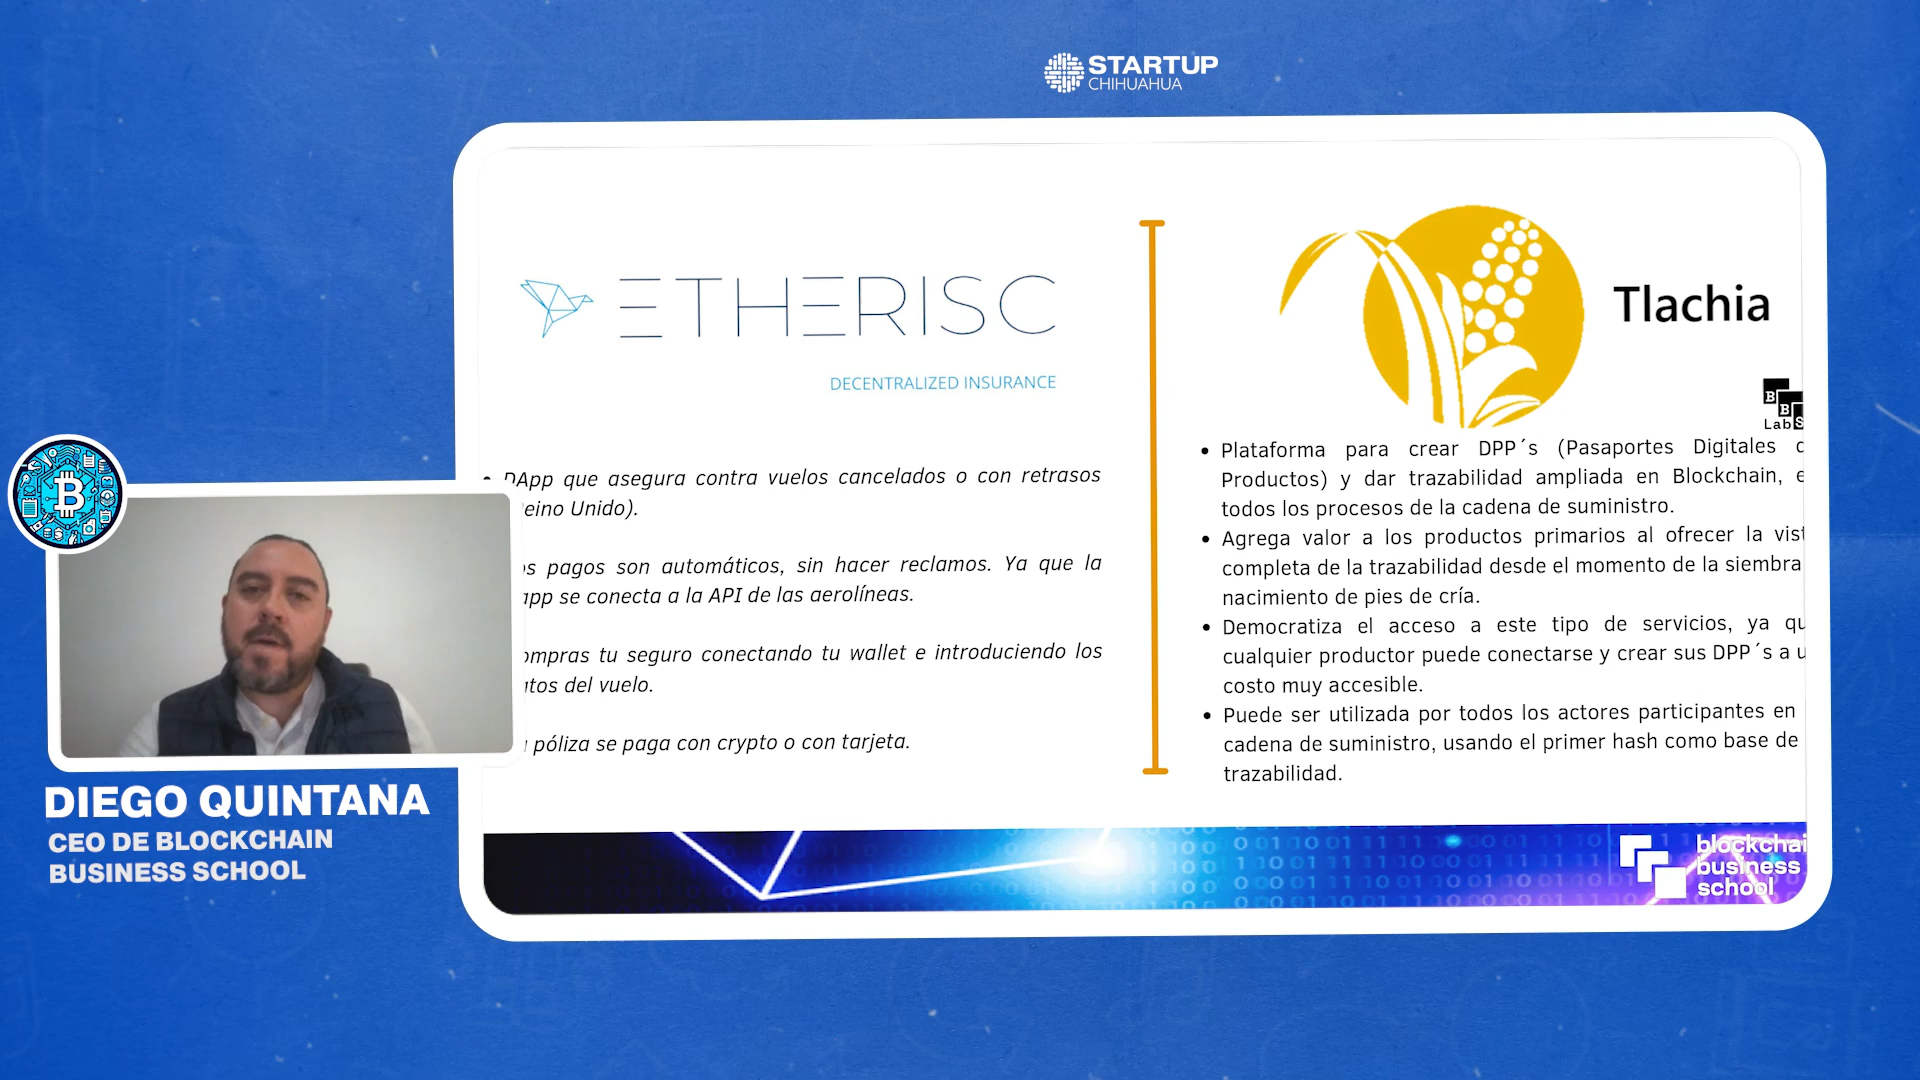 STARTUP
CHIHUAHUA
ETHERISC
DECENTRALIZED INSURANCE
DApp que asegura contra vuelos cancelados o con retrasos
eino Unido).
pagos son automáticos, sin hacer reclamos. Ya que la
app se conecta a la API de las aerolíneas.
ompras tu seguro conectando tu wallet e introduciendo los
tos del vuelo.
póliza se paga con crypto o con tarjeta.
Tlachia
B
B
Lab S
• Plataforma para crear DPP´s (Pasaportes Digitales d
Productos) y dar trazabilidad ampliada en Blockchain, e
todos los procesos de la cadena de suministro.
• Agrega valor a los productos primarios al ofrecer la vist
completa de la trazabilidad desde el momento de la siembra
nacimiento de pies de cría.
• Democratiza el acceso a este tipo de servicios, ya qu
cualquier productor puede conectarse y crear sus DPP´s a u
costo muy accesible.
• Puede ser utilizada por todos los actores participantes en
cadena de suministro, usando el primer hash como base de
trazabilidad.
blockchai
business
school
DIEGO QUINTANA
CEO DE BLOCKCHAIN
BUSINESS SCHOOL